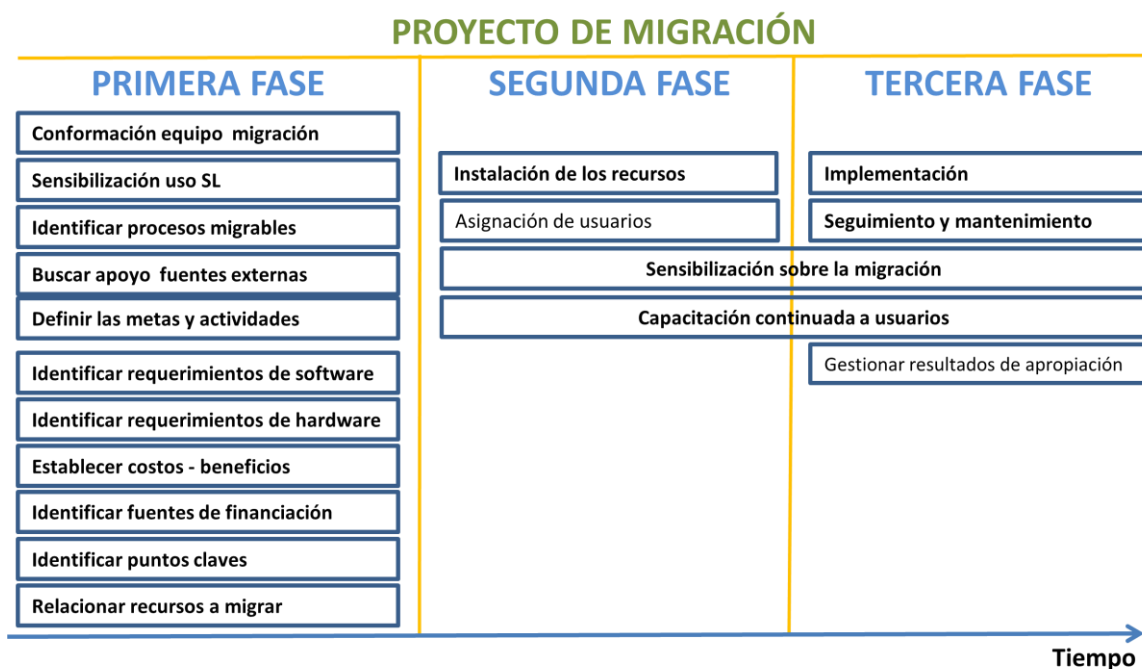 PROYECTO DE MIGRACIÓN
PRIMERA FASE
Conformación equipo migración
Sensibilización uso SL
Identificar procesos migrables
Buscar apoyo fuentes externas
Definir las metas y actividades
Identificar requerimientos de software
Identificar requerimientos de hardware
Establecer costos - beneficios
Identificar fuentes de financiación
Identificar puntos claves
Relacionar recursos a migrar
SEGUNDA FASE
Instalación de los recursos
Asignación de usuarios
TERCERA FASE
Implementación
Seguimiento y mantenimiento
Sensibilización sobre la migración
Capacitación continuada a usuarios
Gestionar resultados de apropiación
Tiempo